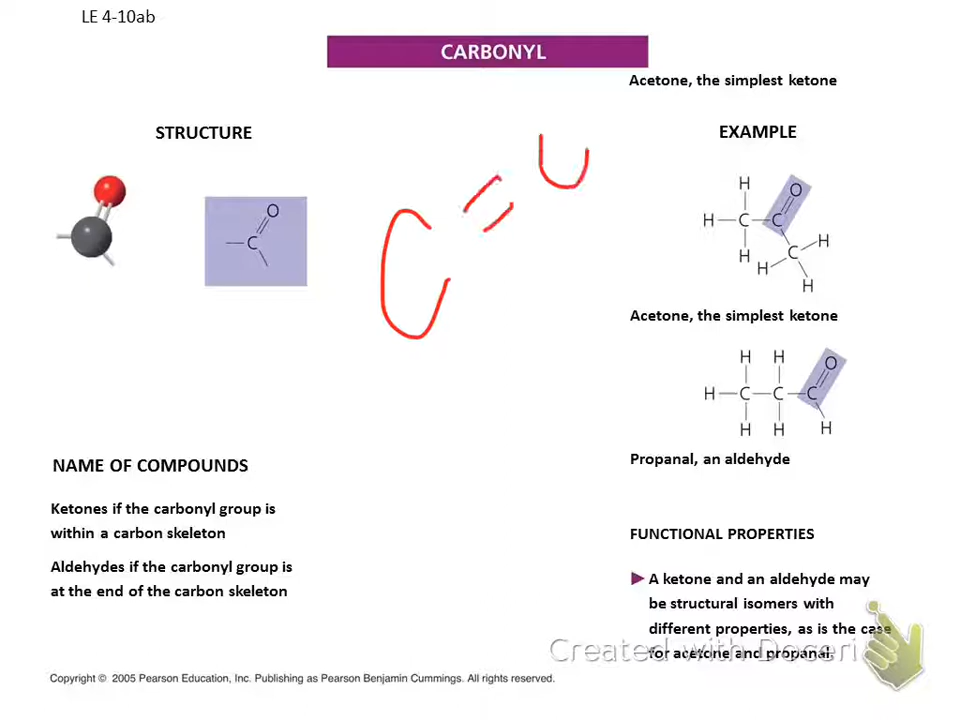 LE 4-10ab
CARBONYL
Acetone, the simplest ketone
STRUCTURE
EXAMPLE
O
C
C = O
H
O
H C C
H
H
C
H
H
H
Acetone, the simplest ketone
H H
O
H C C C
H H H
Propanal, an aldehyde
NAME OF COMPOUNDS
Ketones if the carbonyl group is
within a carbon skeleton
Aldehydes if the carbonyl group is
at the end of the carbon skeleton
FUNCTIONAL PROPERTIES
A ketone and an aldehyde may
be structural isomers with
different properties, as is the case
for acetone and propanal.
Created with Doceri
Copyright © 2005 Pearson Education, Inc. Publishing as Pearson Benjamin Cummings. All rights reserved.